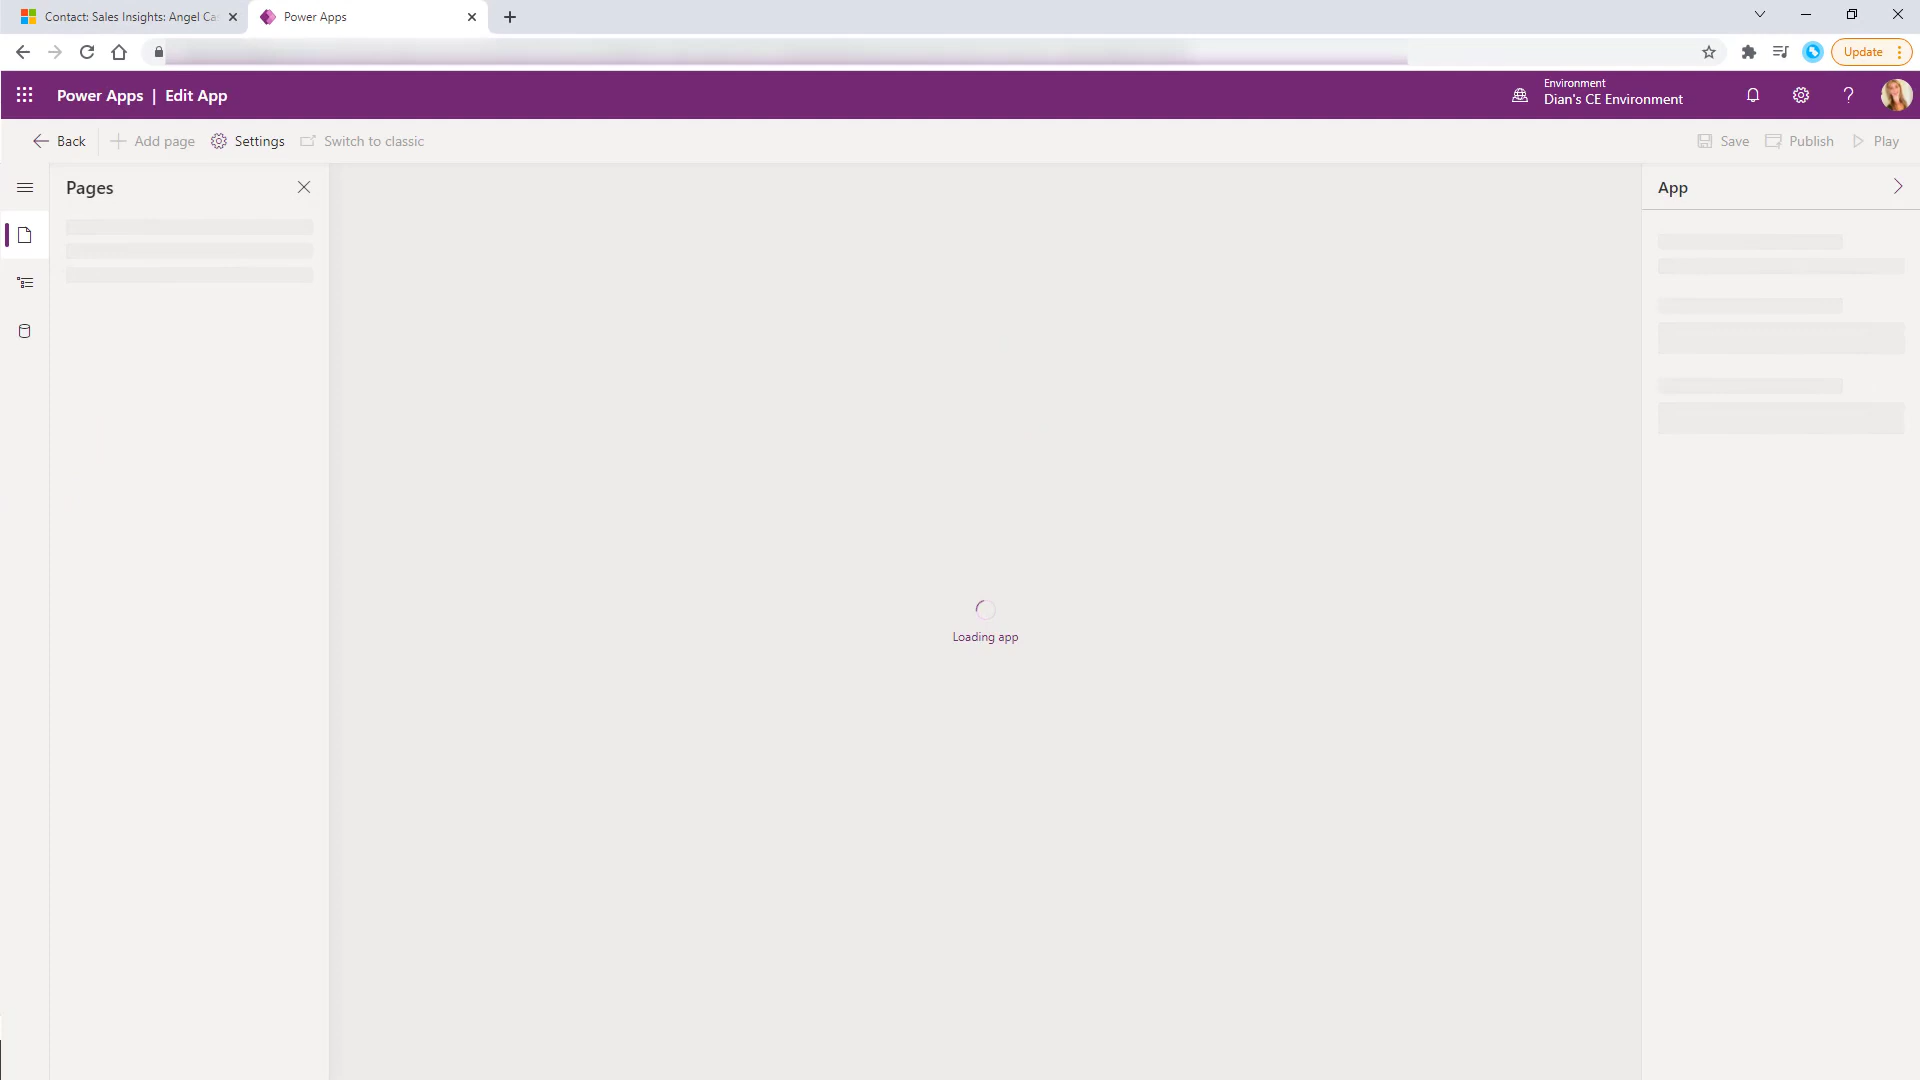 Contact: Sales Insights: Angel Ca
Power Apps
Update
Power Apps | Edit App
Environment
Dian's CE Environment
Back
Add page
Settings
Switch to classic
Save
Publish
Play
Pages
App
Loading app